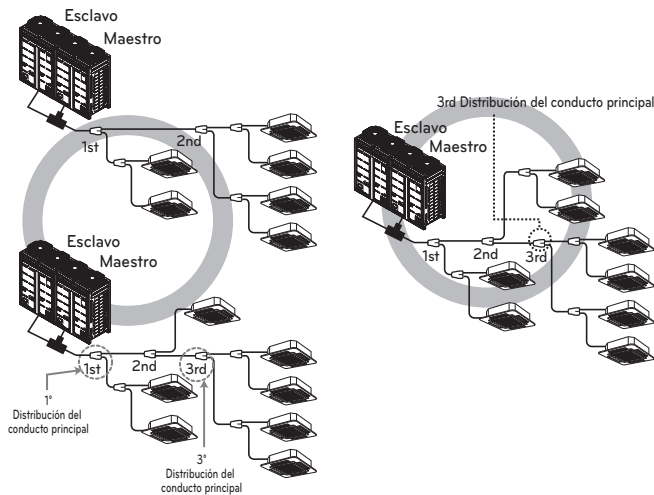 Esclavo
Maestro
1st
2nd
Esclavo
Maestro
1st
2nd
3rd
1°
Distribución del
conducto principal
3°
Distribución del
conducto principal
3rd Distribución del conducto principal
Esclavo
Maestro
1st
2nd
3rd